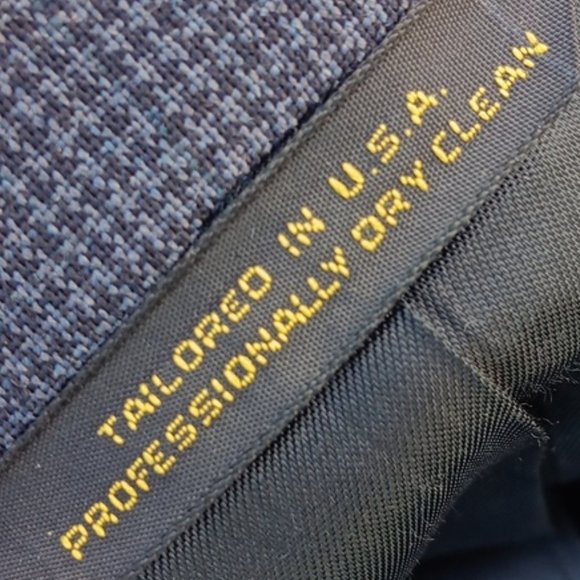 TAILORED IN U.S.A.
PROFESSIONALLY DRY CLEAN